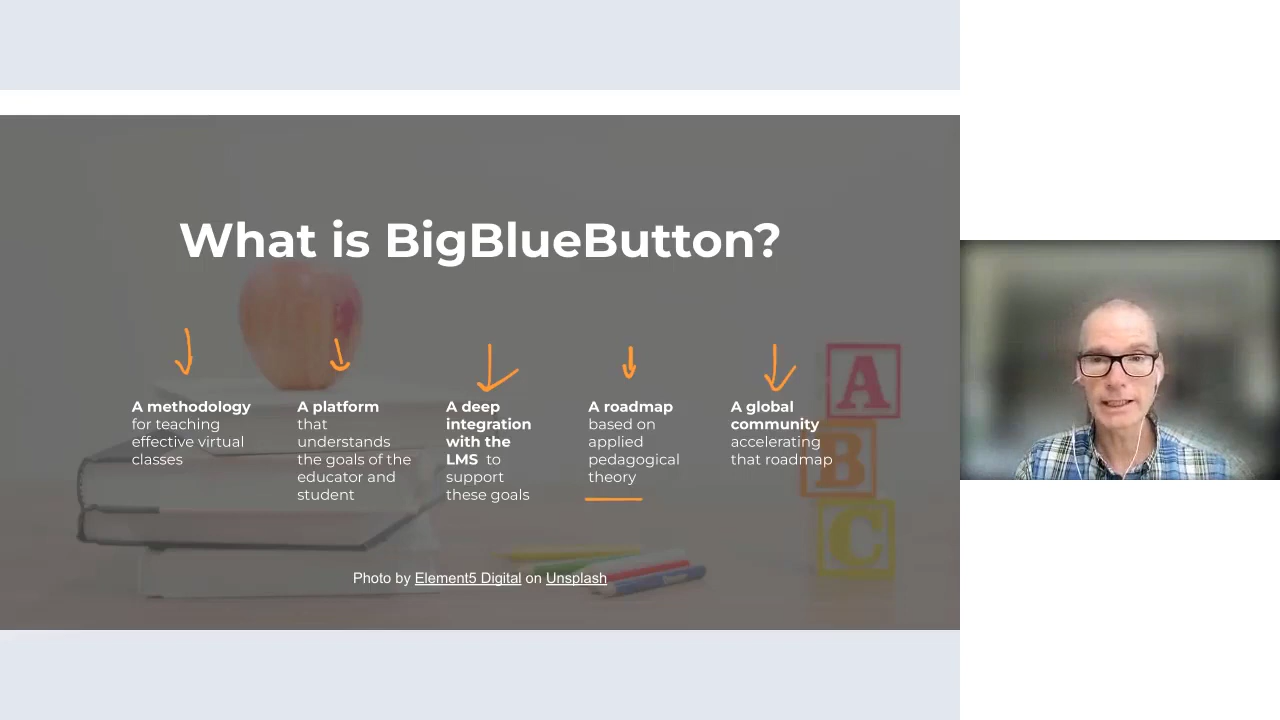 What is BigBlueButton?
A methodology
for teaching
effective virtual
classes
A platform
that
understands
the goals of the
educator and
student
A deep
integration
with the
LMS to
support
these goals
A roadmap
based on
applied
pedagogical
theory
A global
community
accelerating
that roadmap
A
B
C
Photo by Element5 Digital on Unsplash